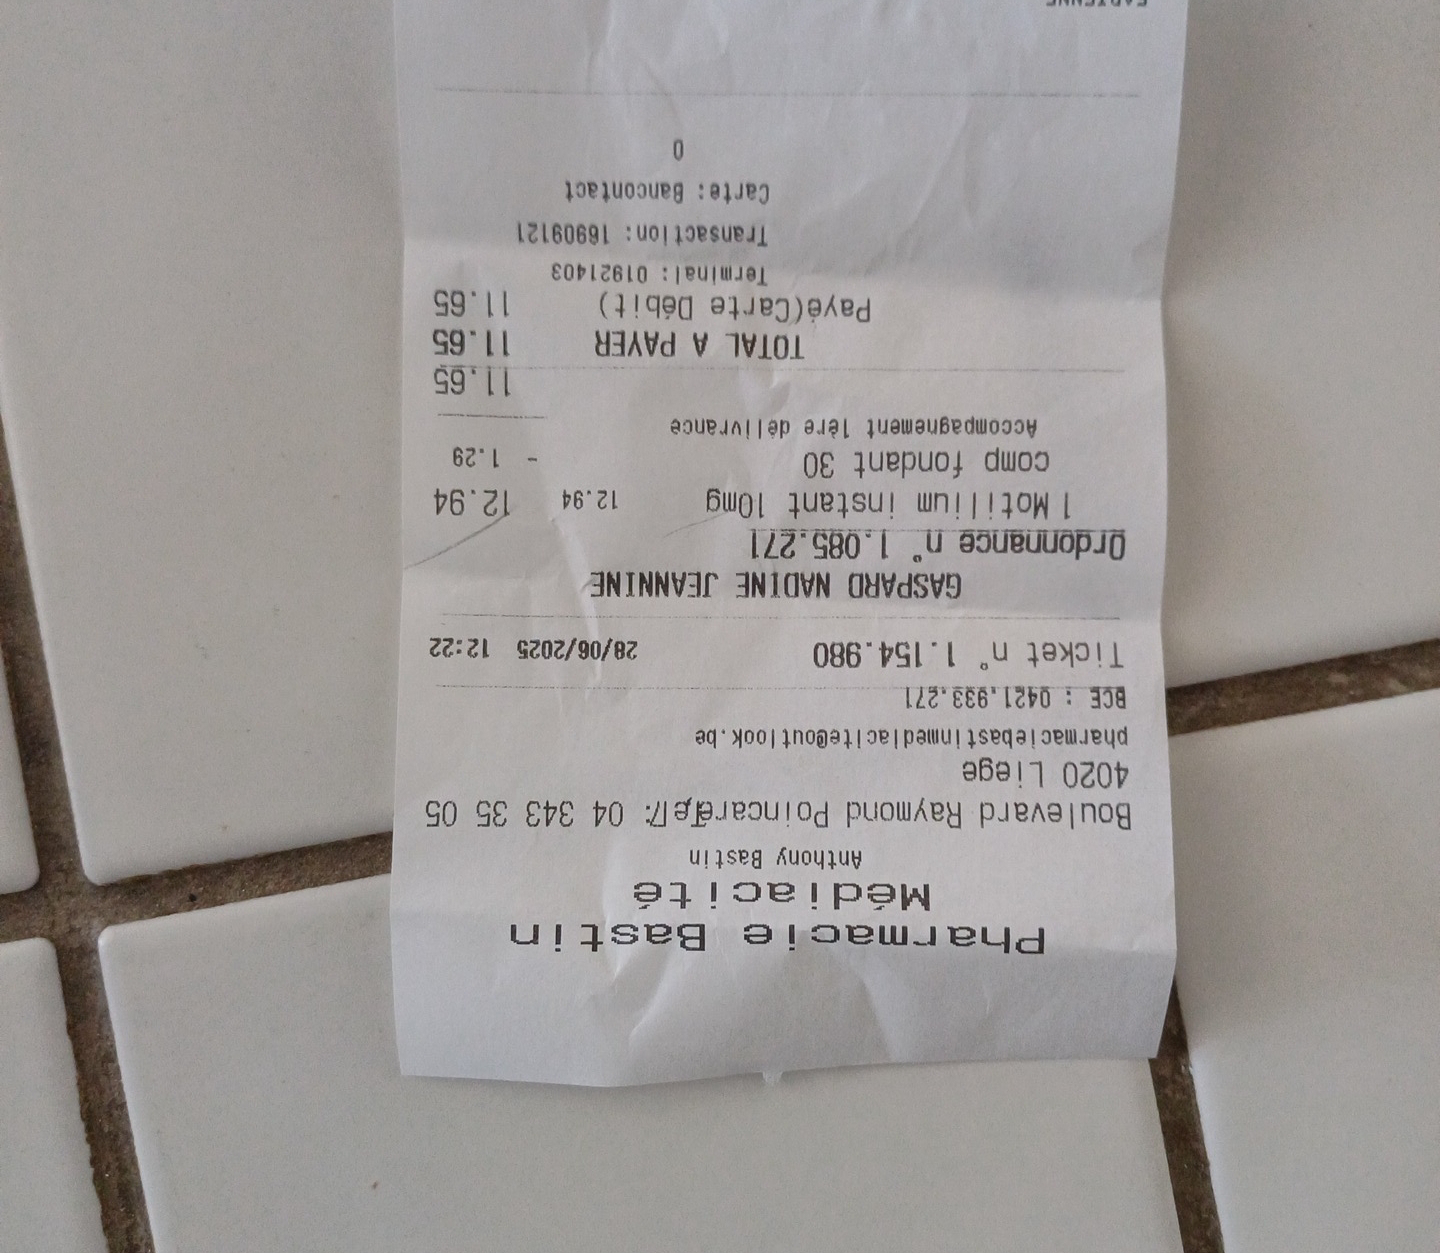 Pharmacie Bastin
Médiacité
Anthony Bastin
Boulevard Raymond Poincaré, 17 Tel: 04 343 35 05
4020 Liege
pharmaciebastinmediacite@outlook.be
BCE : 0421.933.271
Ticket n° 1.154.980 28/06/2025 12:22
GASPARD NADINE JEANNINE
Ordonnance n° 1.085.271
1 Motilium instant 10mg 12.94 12.94
comp fondant 30 - 1.29
Accompagnement 1ère délivrance
11.65
TOTAL A PAYER 11.65
Payé(Carte Débit) 11.65
Terminal: 01921403
Transaction: 16909121
Carte: Bancontact
0